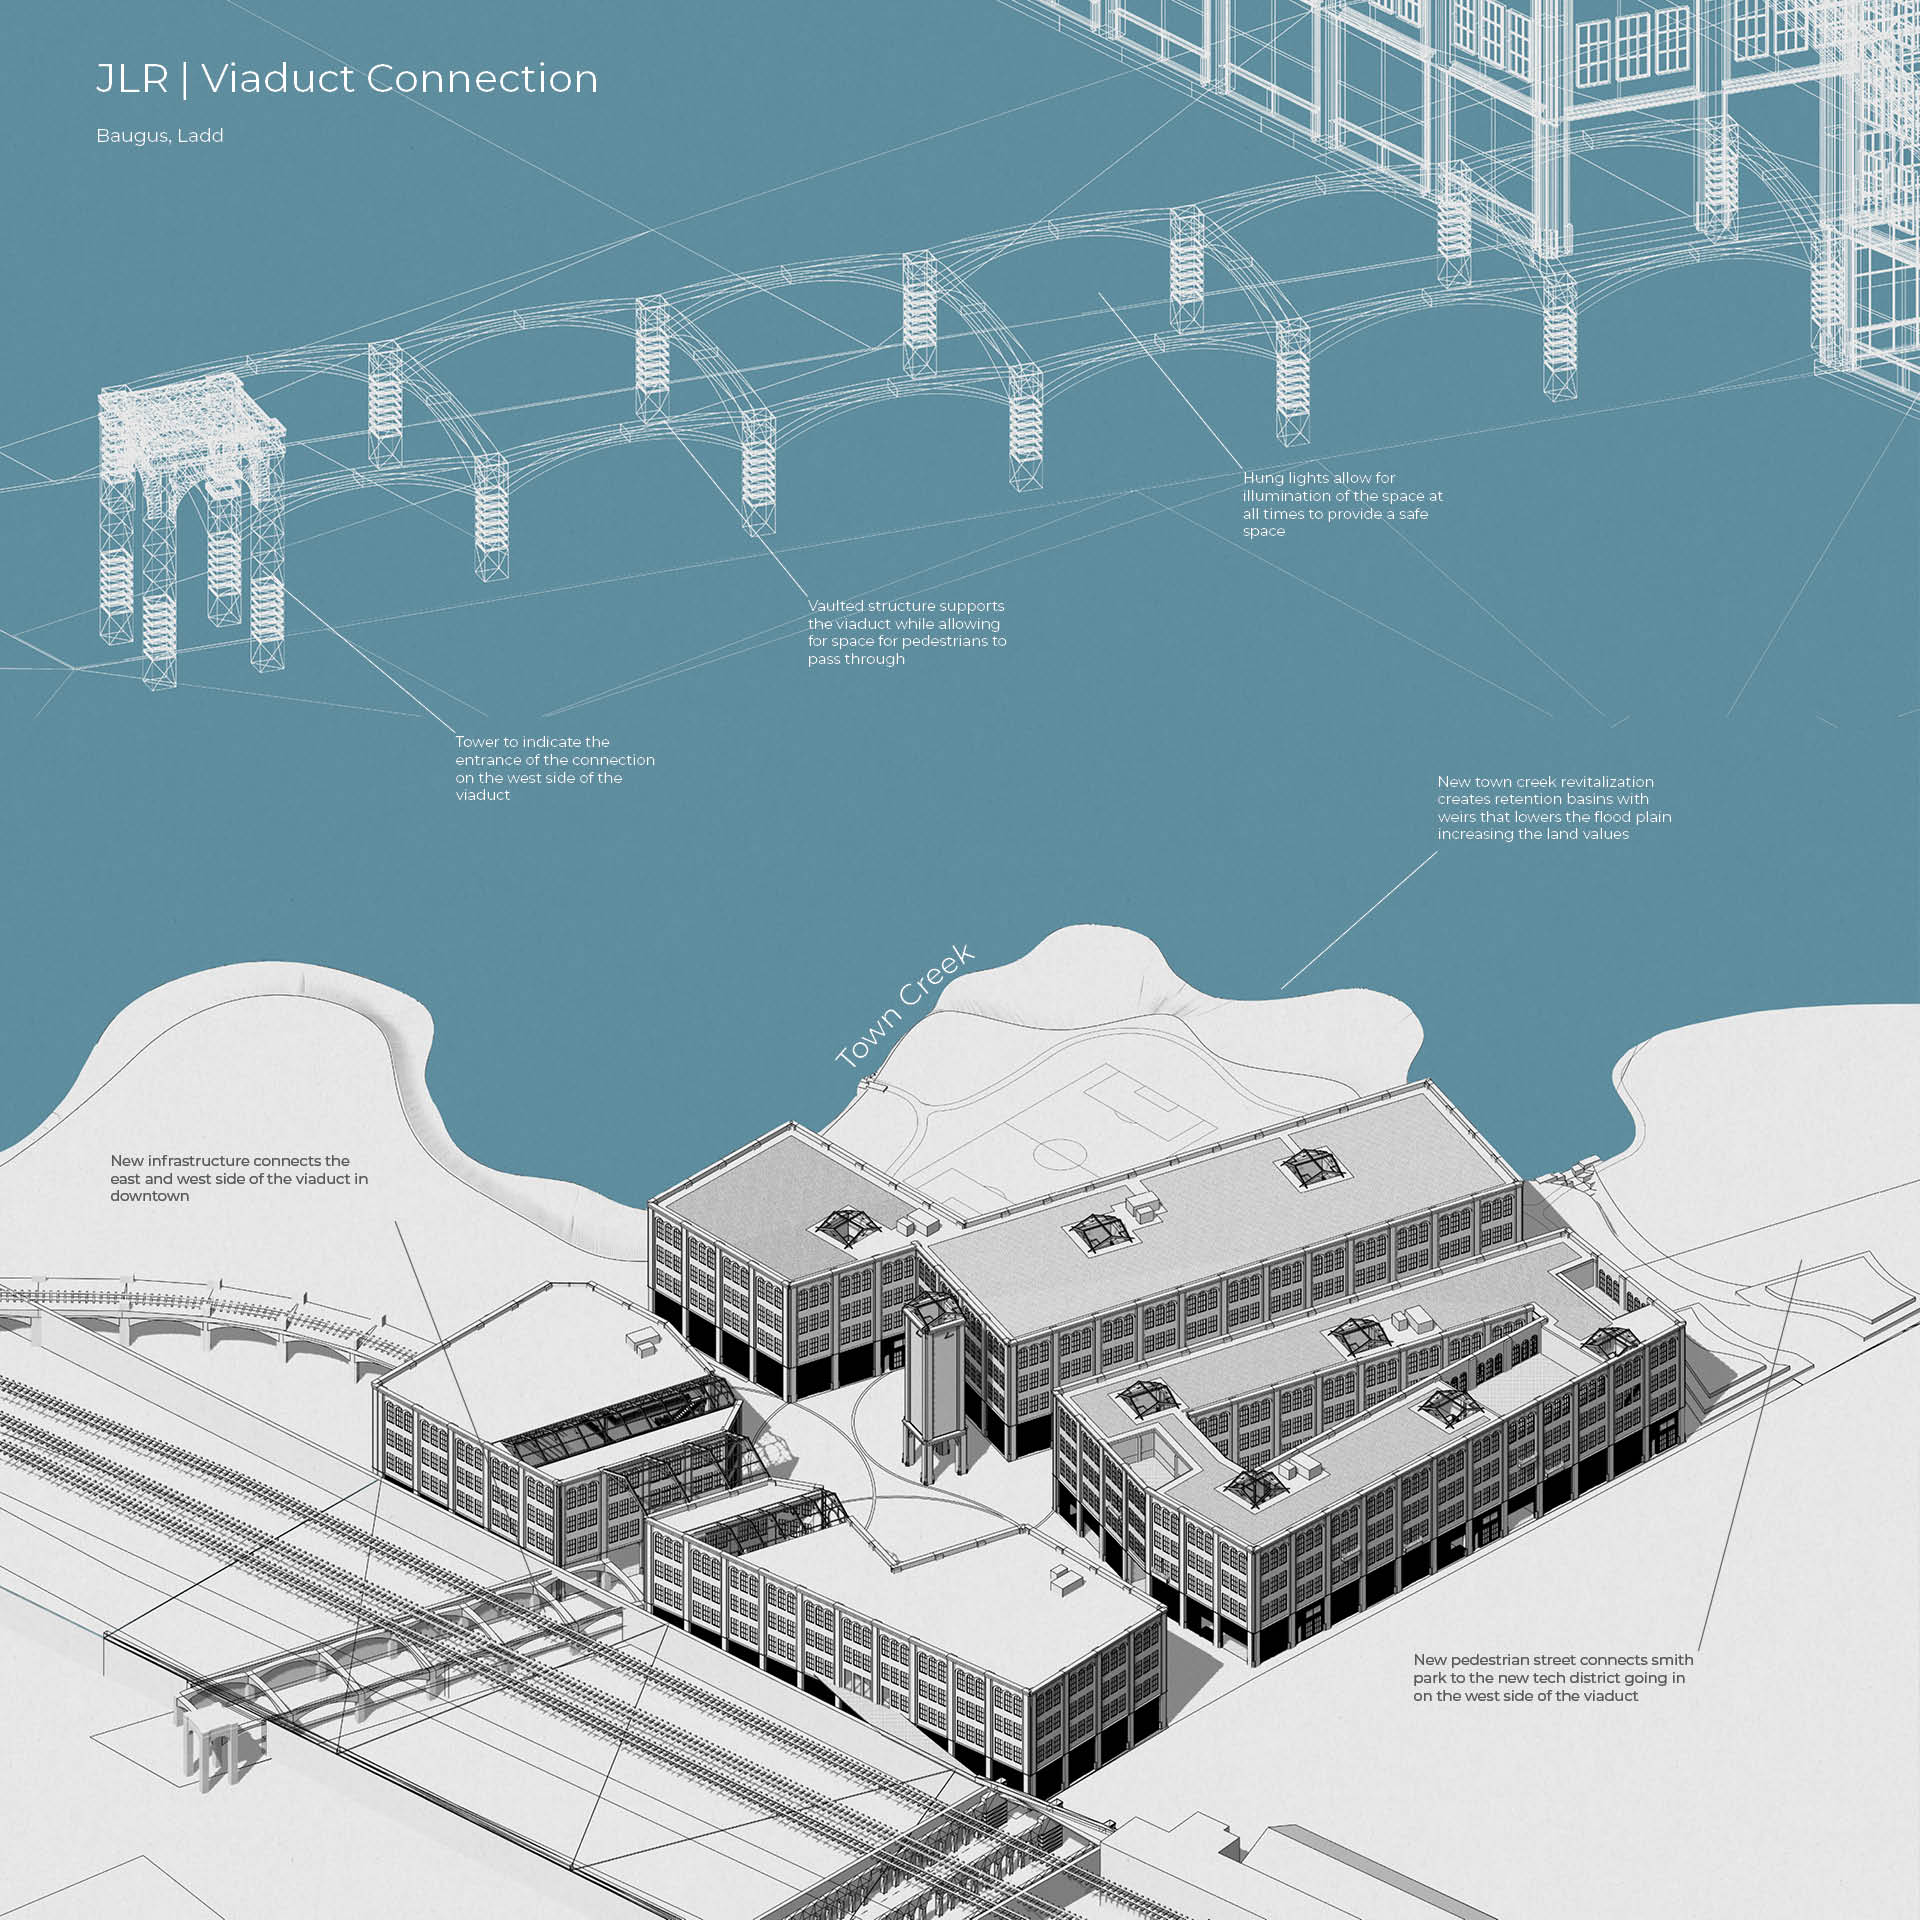 JLR | Viaduct Connection
Baugus, Ladd
Hung lights allow for
illumination of the space at
all times to provide a safe
space
Vaulted structure supports
the viaduct while allowing
for space for pedestrians to
pass through
Tower to indicate the
entrance of the connection
on the west side of the
viaduct
New town creek revitalization
creates retention basins with
weirs that lowers the flood plain
increasing the land values
Town Creek
New infrastructure connects the
east and west side of the viaduct in
downtown
New pedestrian street connects smith
park to the new tech district going in
on the west side of the viaduct